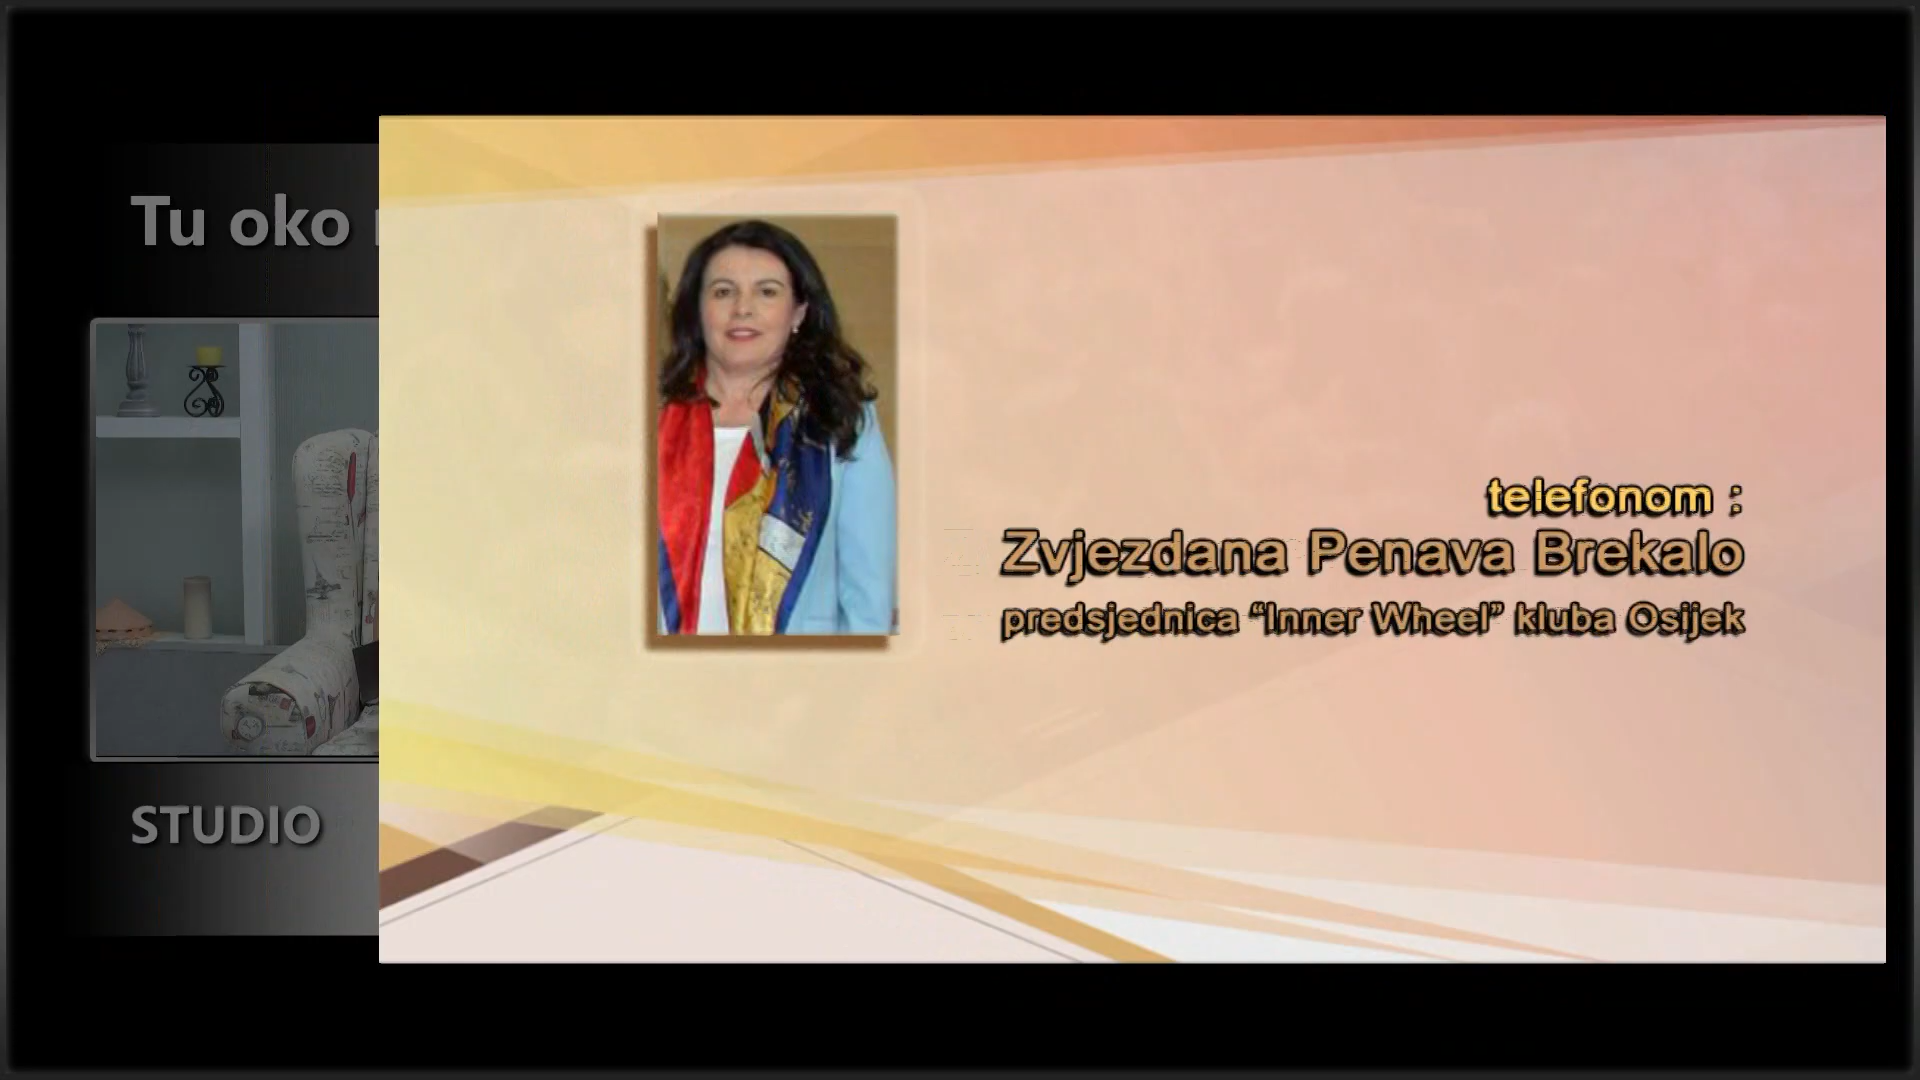 Tu oko
STUDIO
telefonom :
Zvjezdana Penava Brekalo
predsjednica “Inner Wheel” kluba Osijek